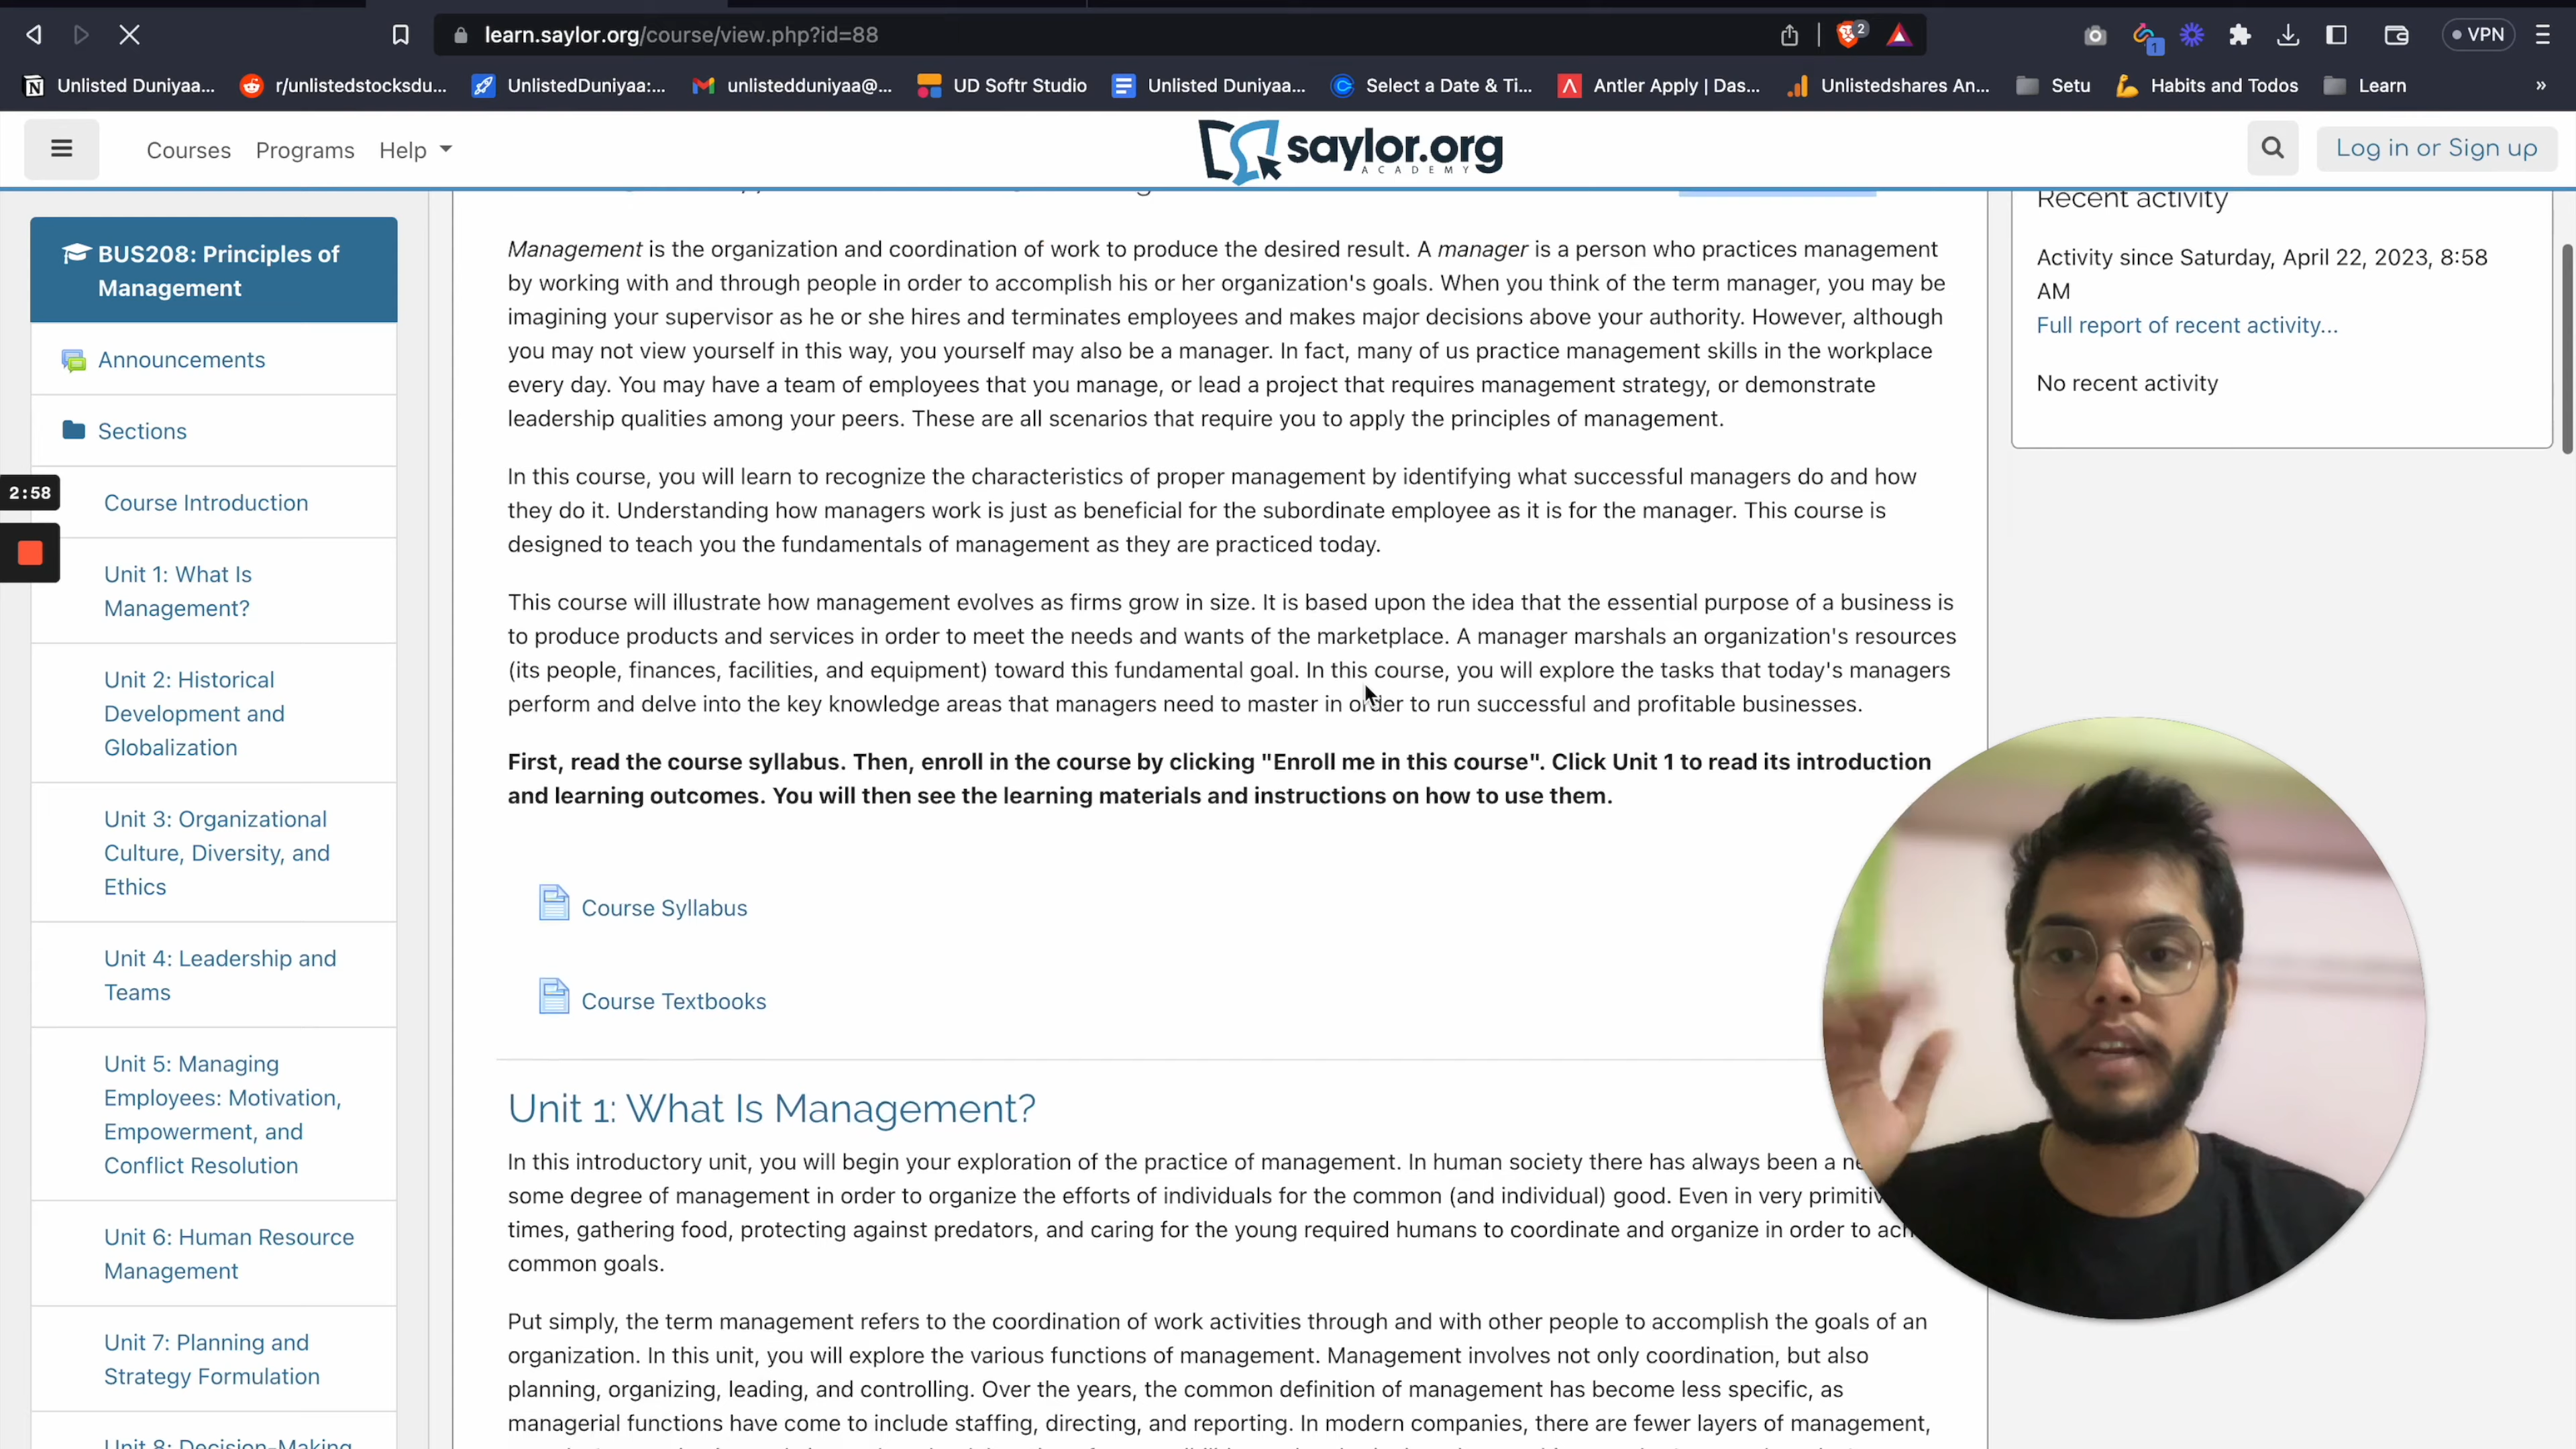 learn.saylor.org/course/view.php?id=88
2
1
VPN
Unlisted Duniyaa...
r/unlistedstocksdu...
UnlistedDuniyaa:...
unlistedduniyaa@...
UD Softr Studio
Unlisted Duniyaa...
Select a Date & Ti...
Antler Apply | Das...
Unlistedshares An...
Setu
Habits and Todos
Learn
»
Courses
Programs
Help
saylor.org
ACADEMY
Log in or Sign up
BUS208: Principles of
Management
Announcements
Sections
2:58
Course Introduction
Unit 1: What Is
Management?
Unit 2: Historical
Development and
Globalization
Unit 3: Organizational
Culture, Diversity, and
Ethics
Unit 4: Leadership and
Teams
Unit 5: Managing
Employees: Motivation,
Empowerment, and
Conflict Resolution
Unit 6: Human Resource
Management
Unit 7: Planning and
Strategy Formulation
Unit 8: Decision-Making
Management is the organization and coordination of work to produce the desired result. A manager is a person who practices management
by working with and through people in order to accomplish his or her organization's goals. When you think of the term manager, you may be
imagining your supervisor as he or she hires and terminates employees and makes major decisions above your authority. However, although
you may not view yourself in this way, you yourself may also be a manager. In fact, many of us practice management skills in the workplace
every day. You may have a team of employees that you manage, or lead a project that requires management strategy, or demonstrate
leadership qualities among your peers. These are all scenarios that require you to apply the principles of management.
In this course, you will learn to recognize the characteristics of proper management by identifying what successful managers do and how
they do it. Understanding how managers work is just as beneficial for the subordinate employee as it is for the manager. This course is
designed to teach you the fundamentals of management as they are practiced today.
This course will illustrate how management evolves as firms grow in size. It is based upon the idea that the essential purpose of a business is
to produce products and services in order to meet the needs and wants of the marketplace. A manager marshals an organization's resources
(its people, finances, facilities, and equipment) toward this fundamental goal. In this course, you will explore the tasks that today's managers
perform and delve into the key knowledge areas that managers need to master in order to run successful and profitable businesses.
First, read the course syllabus. Then, enroll in the course by clicking "Enroll me in this course". Click Unit 1 to read its introduction
and learning outcomes. You will then see the learning materials and instructions on how to use them.
Course Syllabus
Course Textbooks
Unit 1: What Is Management?
In this introductory unit, you will begin your exploration of the practice of management. In human society there has always been a
some degree of management in order to organize the efforts of individuals for the common (and individual) good. Even in very
times, gathering food, protecting against predators, and caring for the young required humans to coordinate and organize in order to
common goals.
Put simply, the term management refers to the coordination of work activities through and with other people to accomplish the goals of an
organization. In this unit, you will explore the various functions of management. Management involves not only coordination, but also
planning, organizing, leading, and controlling. Over the years, the common definition of management has become less specific, as
managerial functions have come to include staffing, directing, and reporting. In modern companies, there are fewer layers of management,
Recent activity
Activity since Saturday, April 22, 2023, 8:58
AM
Full report of recent activity...
No recent activity